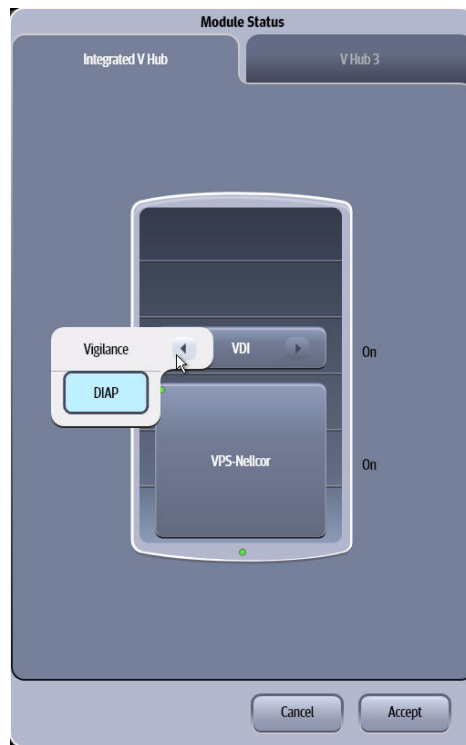 Module Status
Integrated V Hub
V Hub 3
Vigilance
VDI
On
DIAP
VPS-Nellcor
On
Cancel
Accept